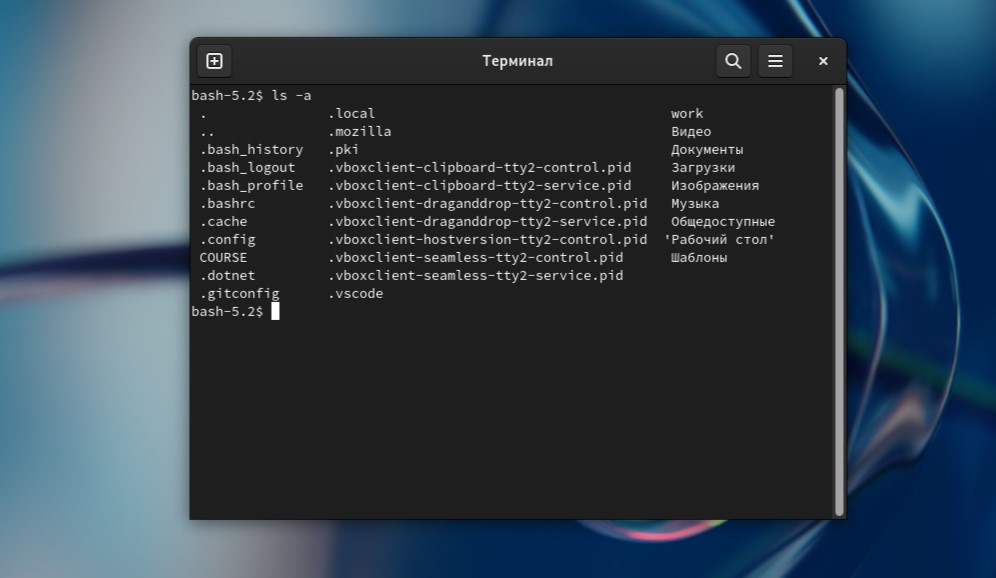 Терминал
bash-5.2$ ls -a
. .local work
.. .mozilla Видео
.bash_history .pki Документы
.bash_logout .vboxclient-clipboard-tty2-control.pid Загрузки
.bash_profile .vboxclient-clipboard-tty2-service.pid Изображения
.bashrc .vboxclient-draganddrop-tty2-control.pid Музыка
.cache .vboxclient-draganddrop-tty2-service.pid Общедоступные
.config .vboxclient-hostversion-tty2-control.pid 'Рабочий стол'
COURSE .vboxclient-seamless-tty2-control.pid Шаблоны
.dotnet .vboxclient-seamless-tty2-service.pid
.gitconfig .vscode
bash-5.2$